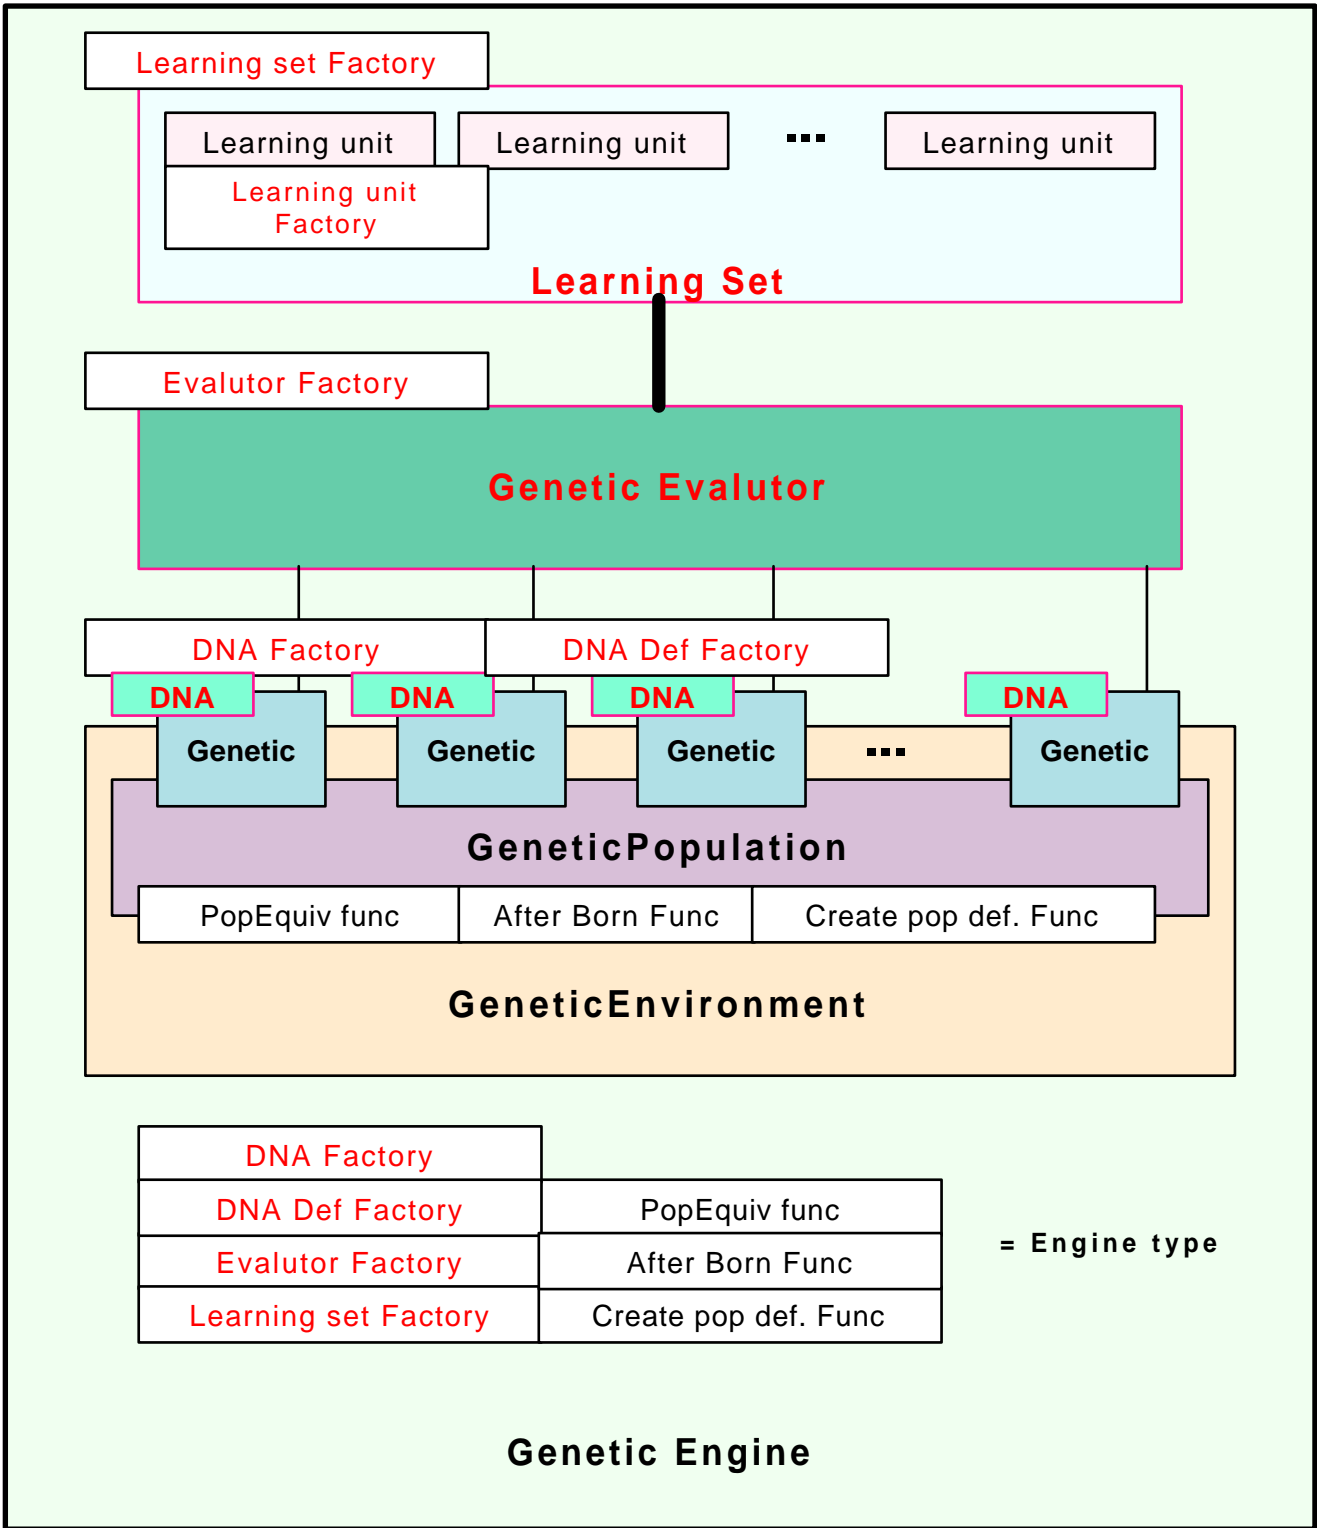 Learning set Factory
Learning unit
Learning unit
...
Learning unit
Learning unit
Factory
Learning Set
Evalutor Factory
Genetic Evalutor
DNA Factory
DNA Def Factory
DNA
DNA
DNA
DNA
Genetic
Genetic
Genetic
...
Genetic
GeneticPopulation
PopEquiv func
After Born Func
Create pop def. Func
GeneticEnvironment
DNA Factory
DNA Def Factory
PopEquiv func
= Engine type
Evalutor Factory
After Born Func
Learning set Factory
Create pop def. Func
Genetic Engine